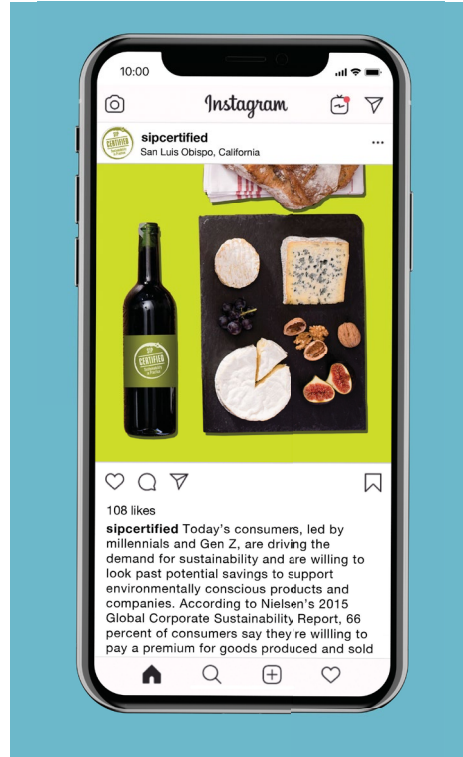 10:00
Instagram
SIP
CERTIFIED
sipcertified
San Luis Obispo, California
SIP
CERTIFIED
108 likes
sipcertified Today's consumers, led by
millennials and Gen Z, are driving the
demand for sustainability and are willing to
look past potential savings to support
environmentally conscious products and
companies. According to Nielsen's 2015
Global Corporate Sustainability Report, 66
percent of consumers say they're willling to
pay a premium for goods produced and sold